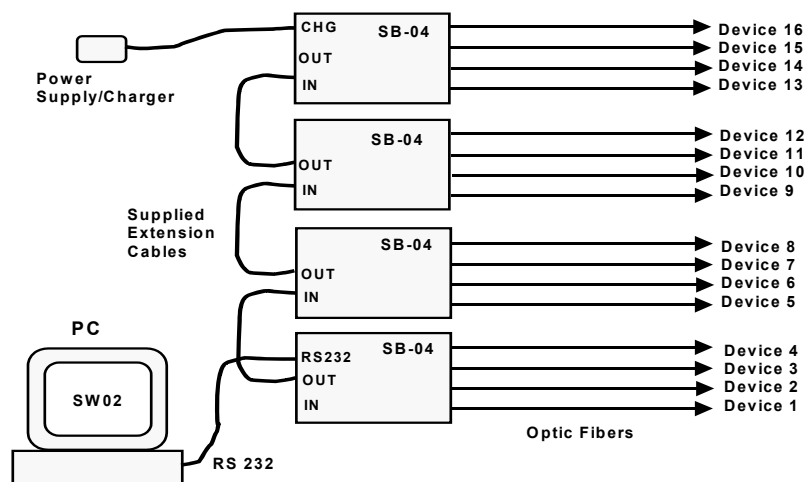 CHG
SB-04
OUT
IN
Power
Supply/Charger
Device 16
Device 15
Device 14
Device 13
SB-04
OUT
IN
Device 12
Device 11
Device 10
Device 9
Supplied
Extension
Cables
SB-04
OUT
IN
Device 8
Device 7
Device 6
Device 5
PC
SW02
RS232
SB-04
OUT
IN
Device 4
Device 3
Device 2
Device 1
RS 232
Optic Fibers